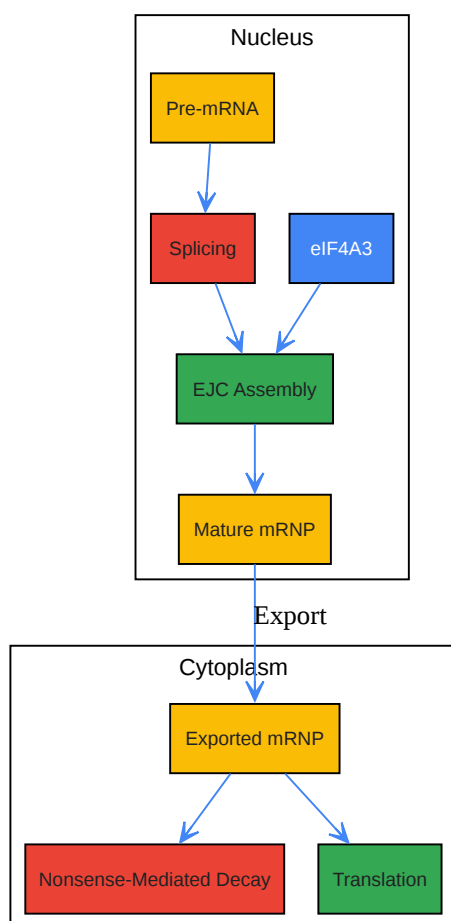 Nucleus
Pre-mRNA
Splicing
eIF4A3
EJC Assembly
Mature mRNP
Export
Cytoplasm
Exported mRNP
Nonsense-Mediated Decay
Translation